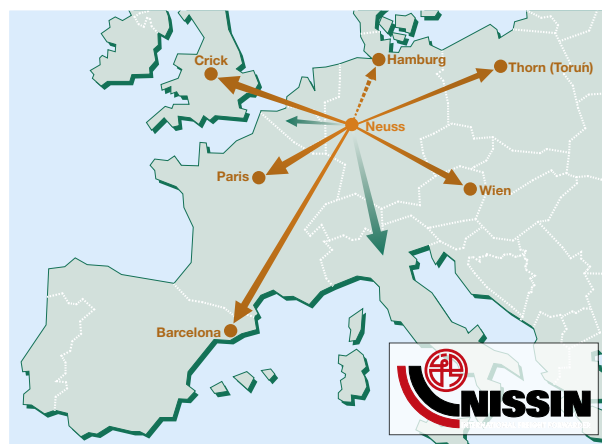 Crick
Hamburg
Thorn (Toruń)
Neuss
Paris
Wien
Barcelona
NISSIN